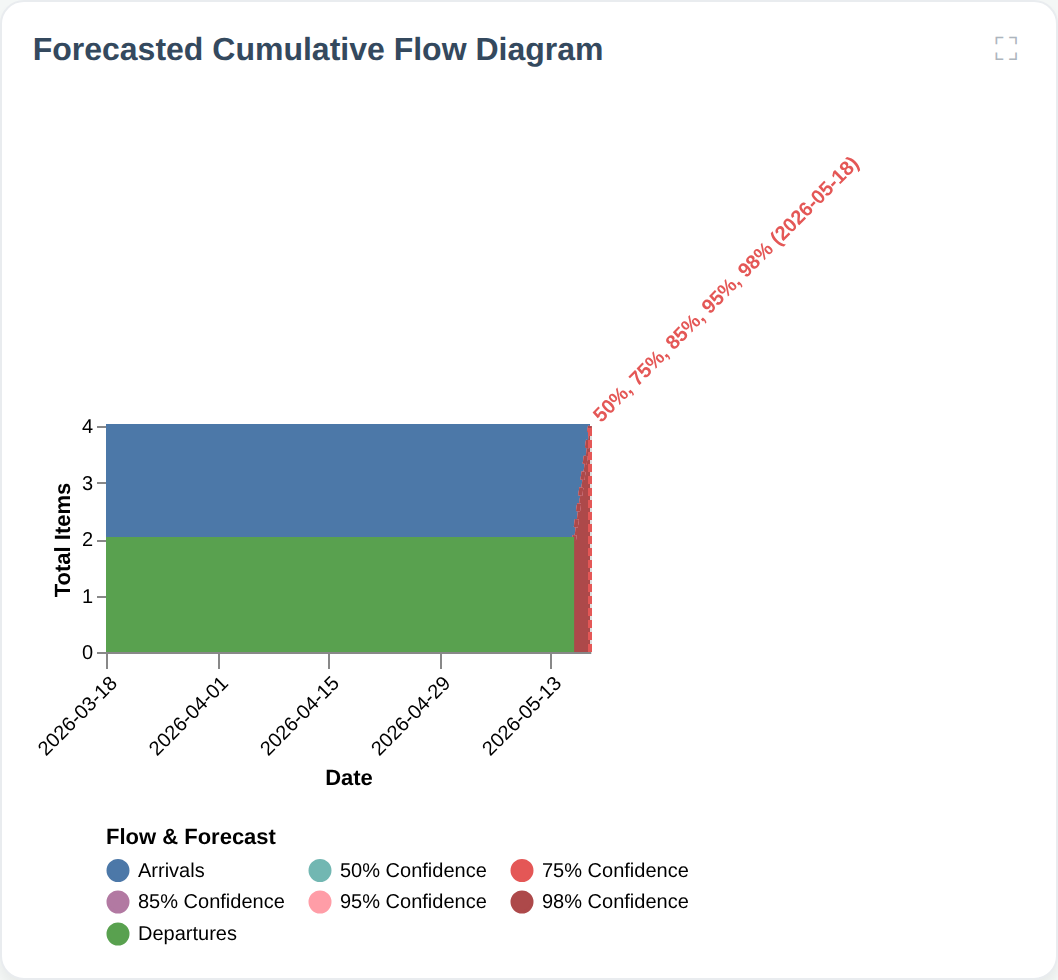 Forecasted Cumulative Flow Diagram
50%, 75%, 85%, 95%, 98% (2026-05-18)
4
3
2
1
0
Total Items
2026-03-18
2026-04-01
2026-04-15
2026-04-29
2026-05-13
Date
Flow & Forecast
Arrivals
50% Confidence
75% Confidence
85% Confidence
95% Confidence
98% Confidence
Departures